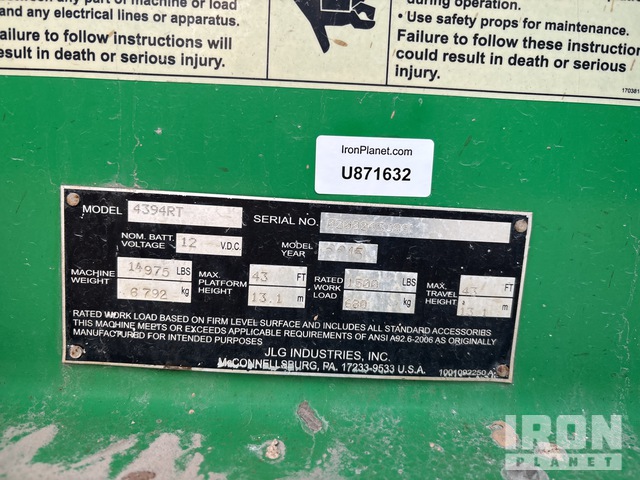 between any part of machine or load
and any electrical lines or apparatus.
Failure to follow instructions will
result in death or serious
injury.
during operation.
• Use safety props for maintenance.
Failure to follow these instructions
could result in death or serious
injury.
IronPlanet.com
U871632
MODEL 4394RT SERIAL NO.
NOM. BATT. VOLTAGE 12 V.D.C. MODEL YEAR
MACHINE WEIGHT 14975 LBS 6792 kg MAX. PLATFORM HEIGHT 43 FT 13.1 m RATED WORK LOAD 1500 LBS 680 kg MAX. TRAVEL HEIGHT 43 FT 13.1 m
RATED WORK LOAD BASED ON FIRM LEVEL SURFACE AND INCLUDES ALL STANDARD ACCESSORIES
THIS MACHINE MEETS OR EXCEEDS APPLICABLE REQUIREMENTS OF ANSI A92.6-2006 AS ORIGINALLY
MANUFACTURED FOR INTENDED PURPOSES
JLG INDUSTRIES, INC.
McCONNELLSBURG, PA. 17233-9533 U.S.A.
1001092250 A
IRON
PLANET